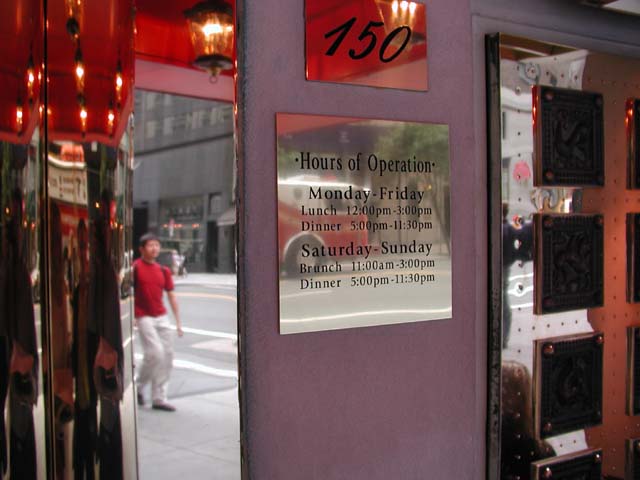 150
·Hours of Operation·
Monday-Friday
Lunch 12:00pm-3:00pm
Dinner 5:00pm-11:30pm
Saturday-Sunday
Brunch 11:00am-3:00pm
Dinner 5:00pm-11:30pm